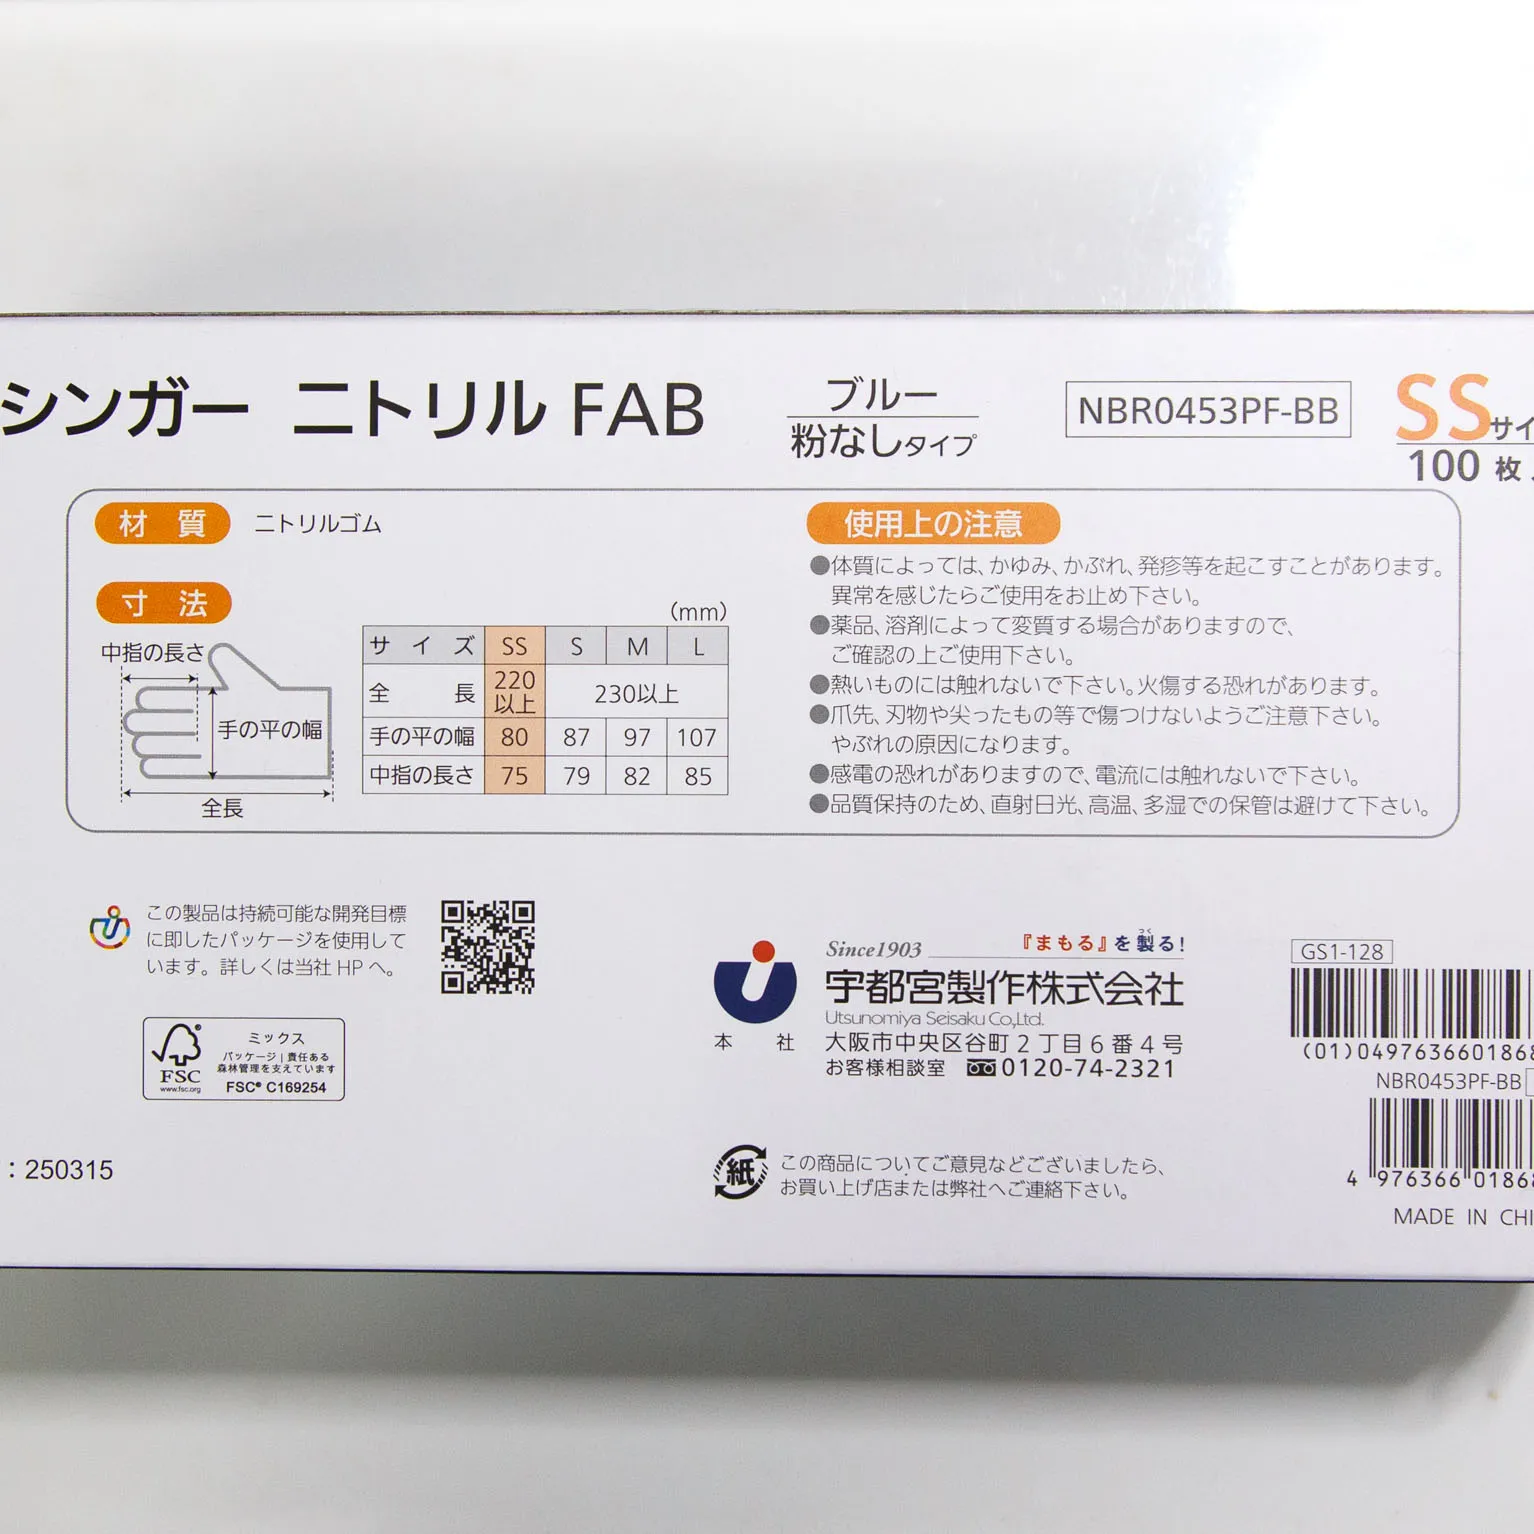 シンガー ニトリル FAB
ブルー
粉なしタイプ
NBR0453PF-BB
SSサイ
100 枚
材 質
ニトリルゴム
寸 法
中指の長さ
手の平の幅
全長
(mm)
サ イ ズ SS S M L
全 長 220以上 230以上
手の平の幅 80 87 97 107
中指の長さ 75 79 82 85
使用上の注意
●体質によっては、かゆみ、かぶれ、発疹等を起こすことがあります。
異常を感じたらご使用をお止め下さい。
●薬品、溶剤によって変質する場合がありますので、
ご確認の上ご使用下さい。
●熱いものには触れないで下さい。火傷する恐れがあります。
●爪先、刃物や尖ったもの等で傷つけないようご注意下さい。
やぶれの原因になります。
●感電の恐れがありますので、電流には触れないで下さい。
●品質保持のため、直射日光、高温、多湿での保管は避けて下さい。
この製品は持続可能な開発目標
に即したパッケージを使用して
います。詳しくは当社 HP へ。
FSC®
www.fsc.org
ミックス
パッケージ｜責任ある
森林管理を支えています
FSC® C169254
: 250315
Since1903
『まもる』を製る!
つく
宇都宮製作株式会社
Utsunomiya Seisaku Co.,Ltd.
本 社 大阪市中央区谷町２丁目６番４号
お客様相談室 0120-74-2321
紙
この商品についてご意見などございましたら、
お買い上げ店または弊社へご連絡下さい。
GS1-128
(01)0497636601868
NBR0453PF-BB
4 976366 01868
MADE IN CHI